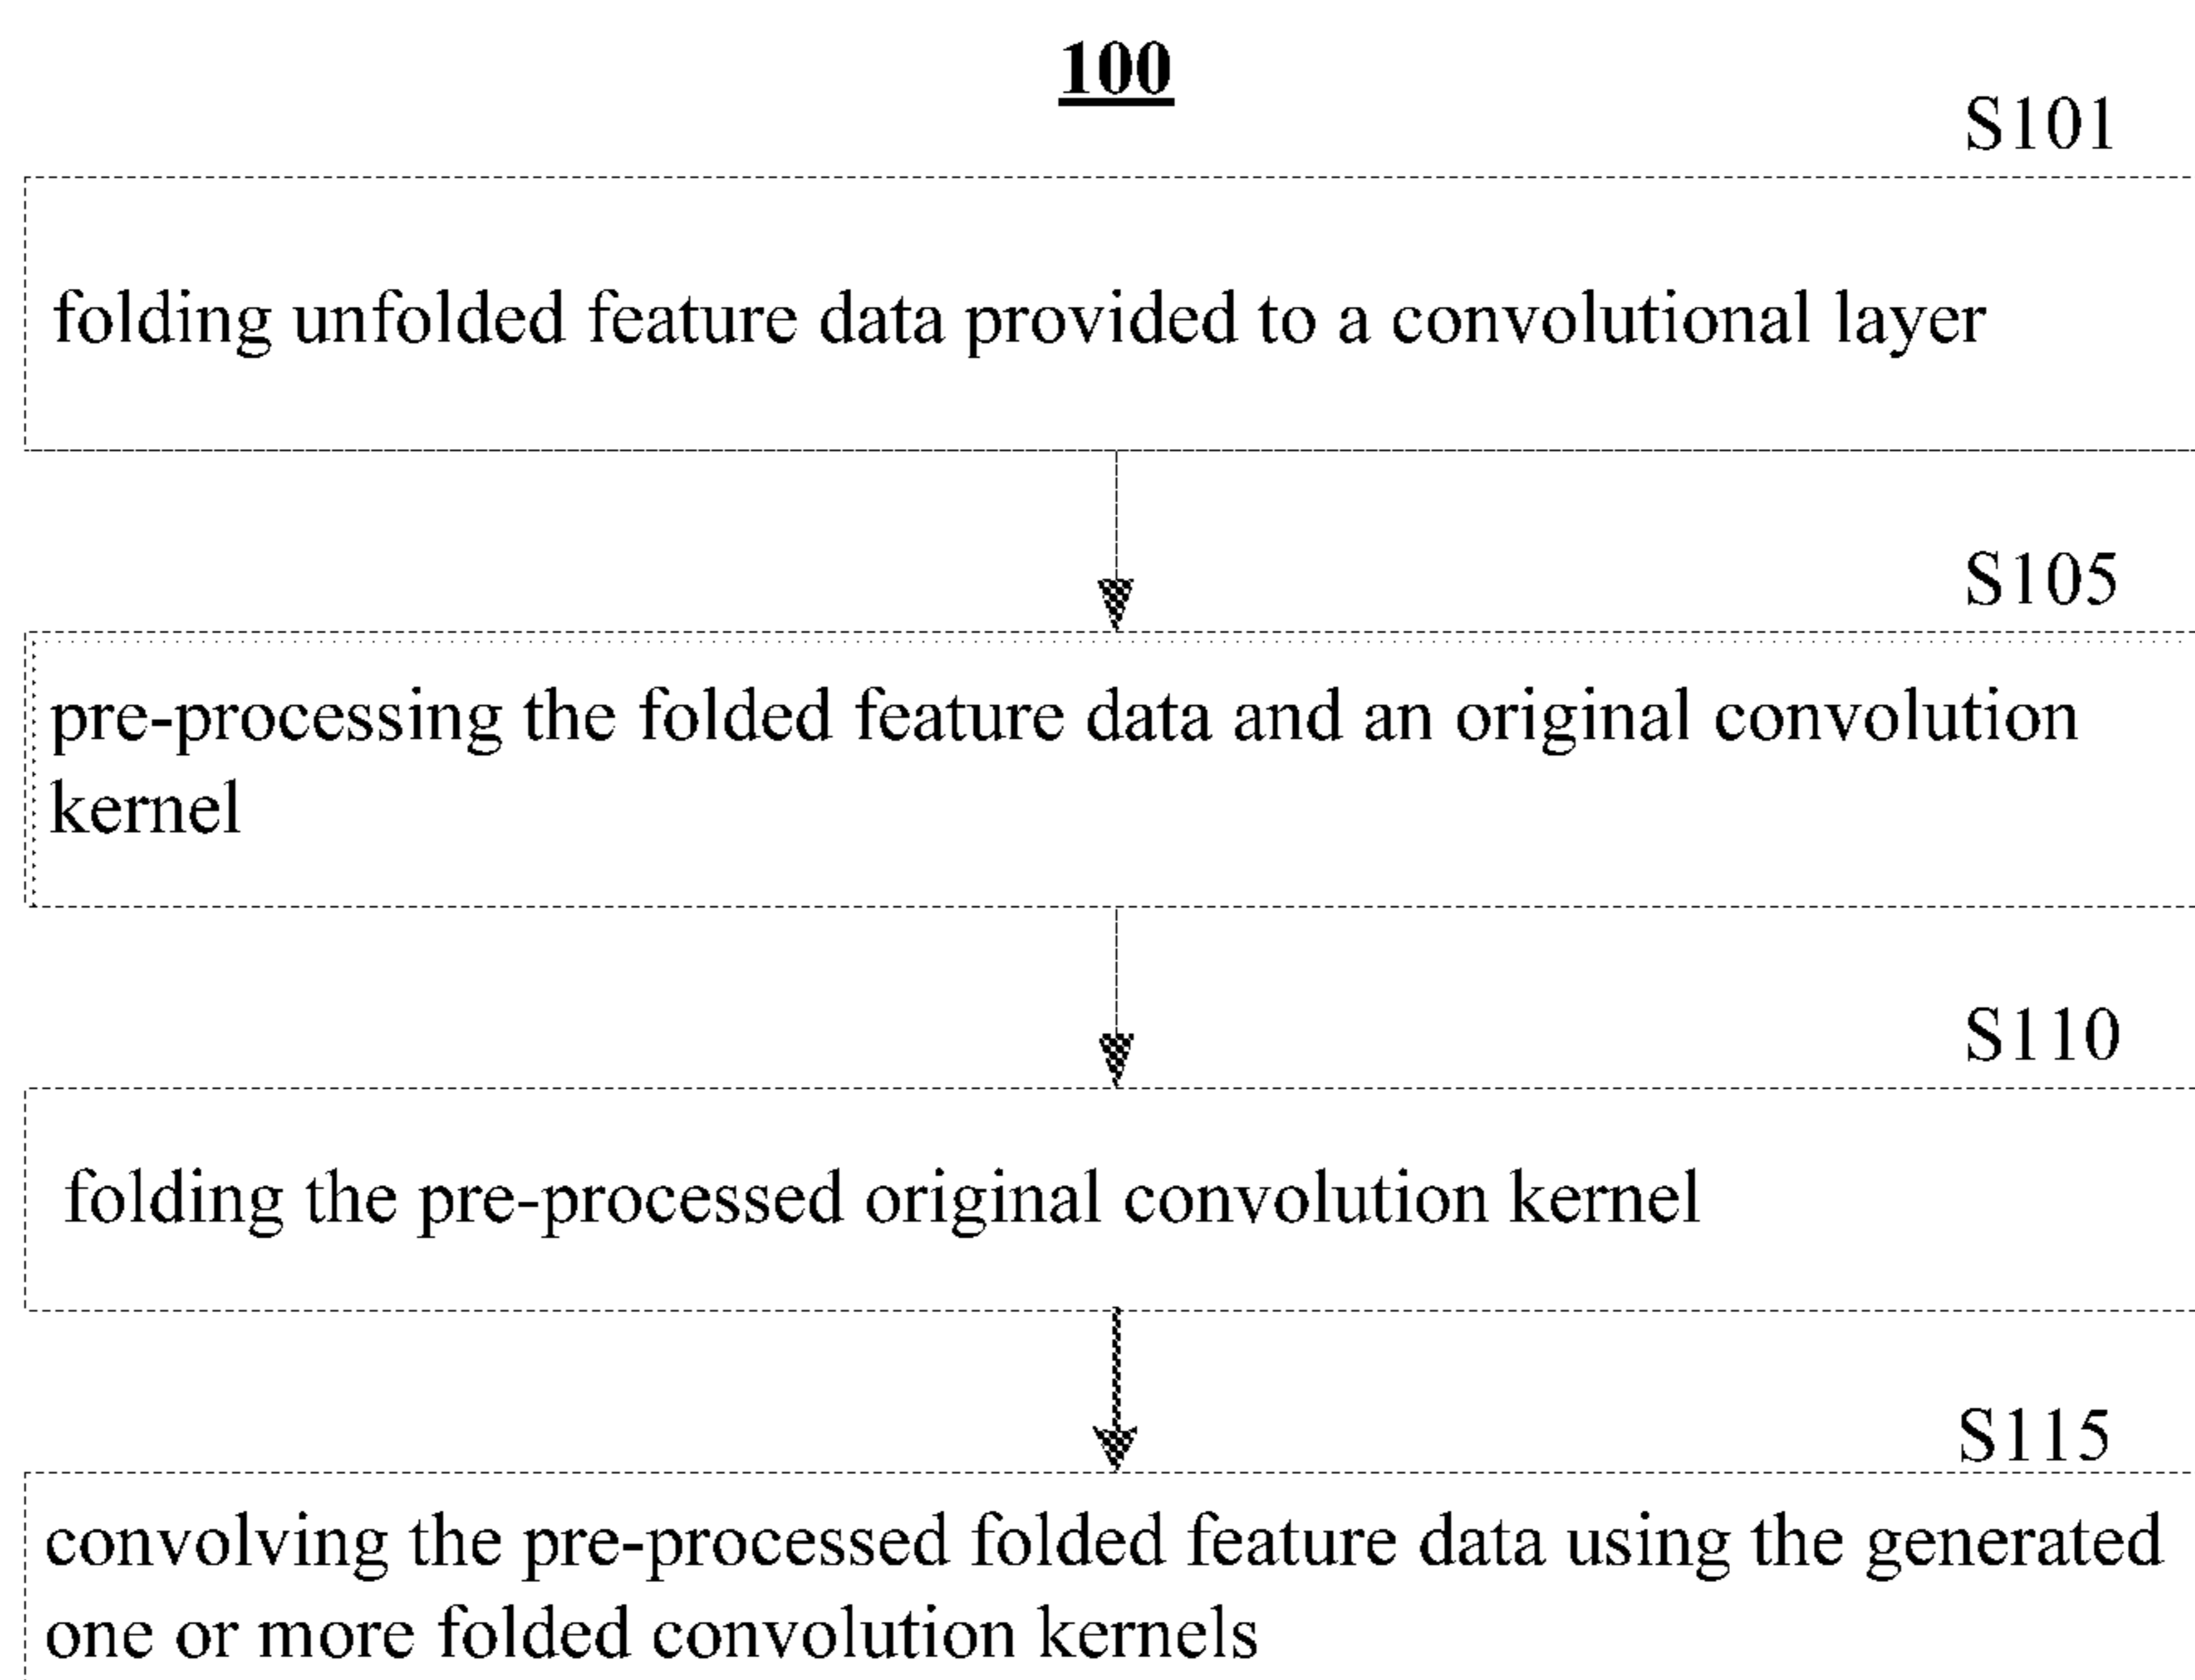 100
S101
folding unfolded feature data provided to a convolutional layer
S105
pre-processing the folded feature data and an original convolution
kernel
S110
folding the pre-processed original convolution kernel
S115
convolving the pre-processed folded feature data using the generated
one or more folded convolution kernels